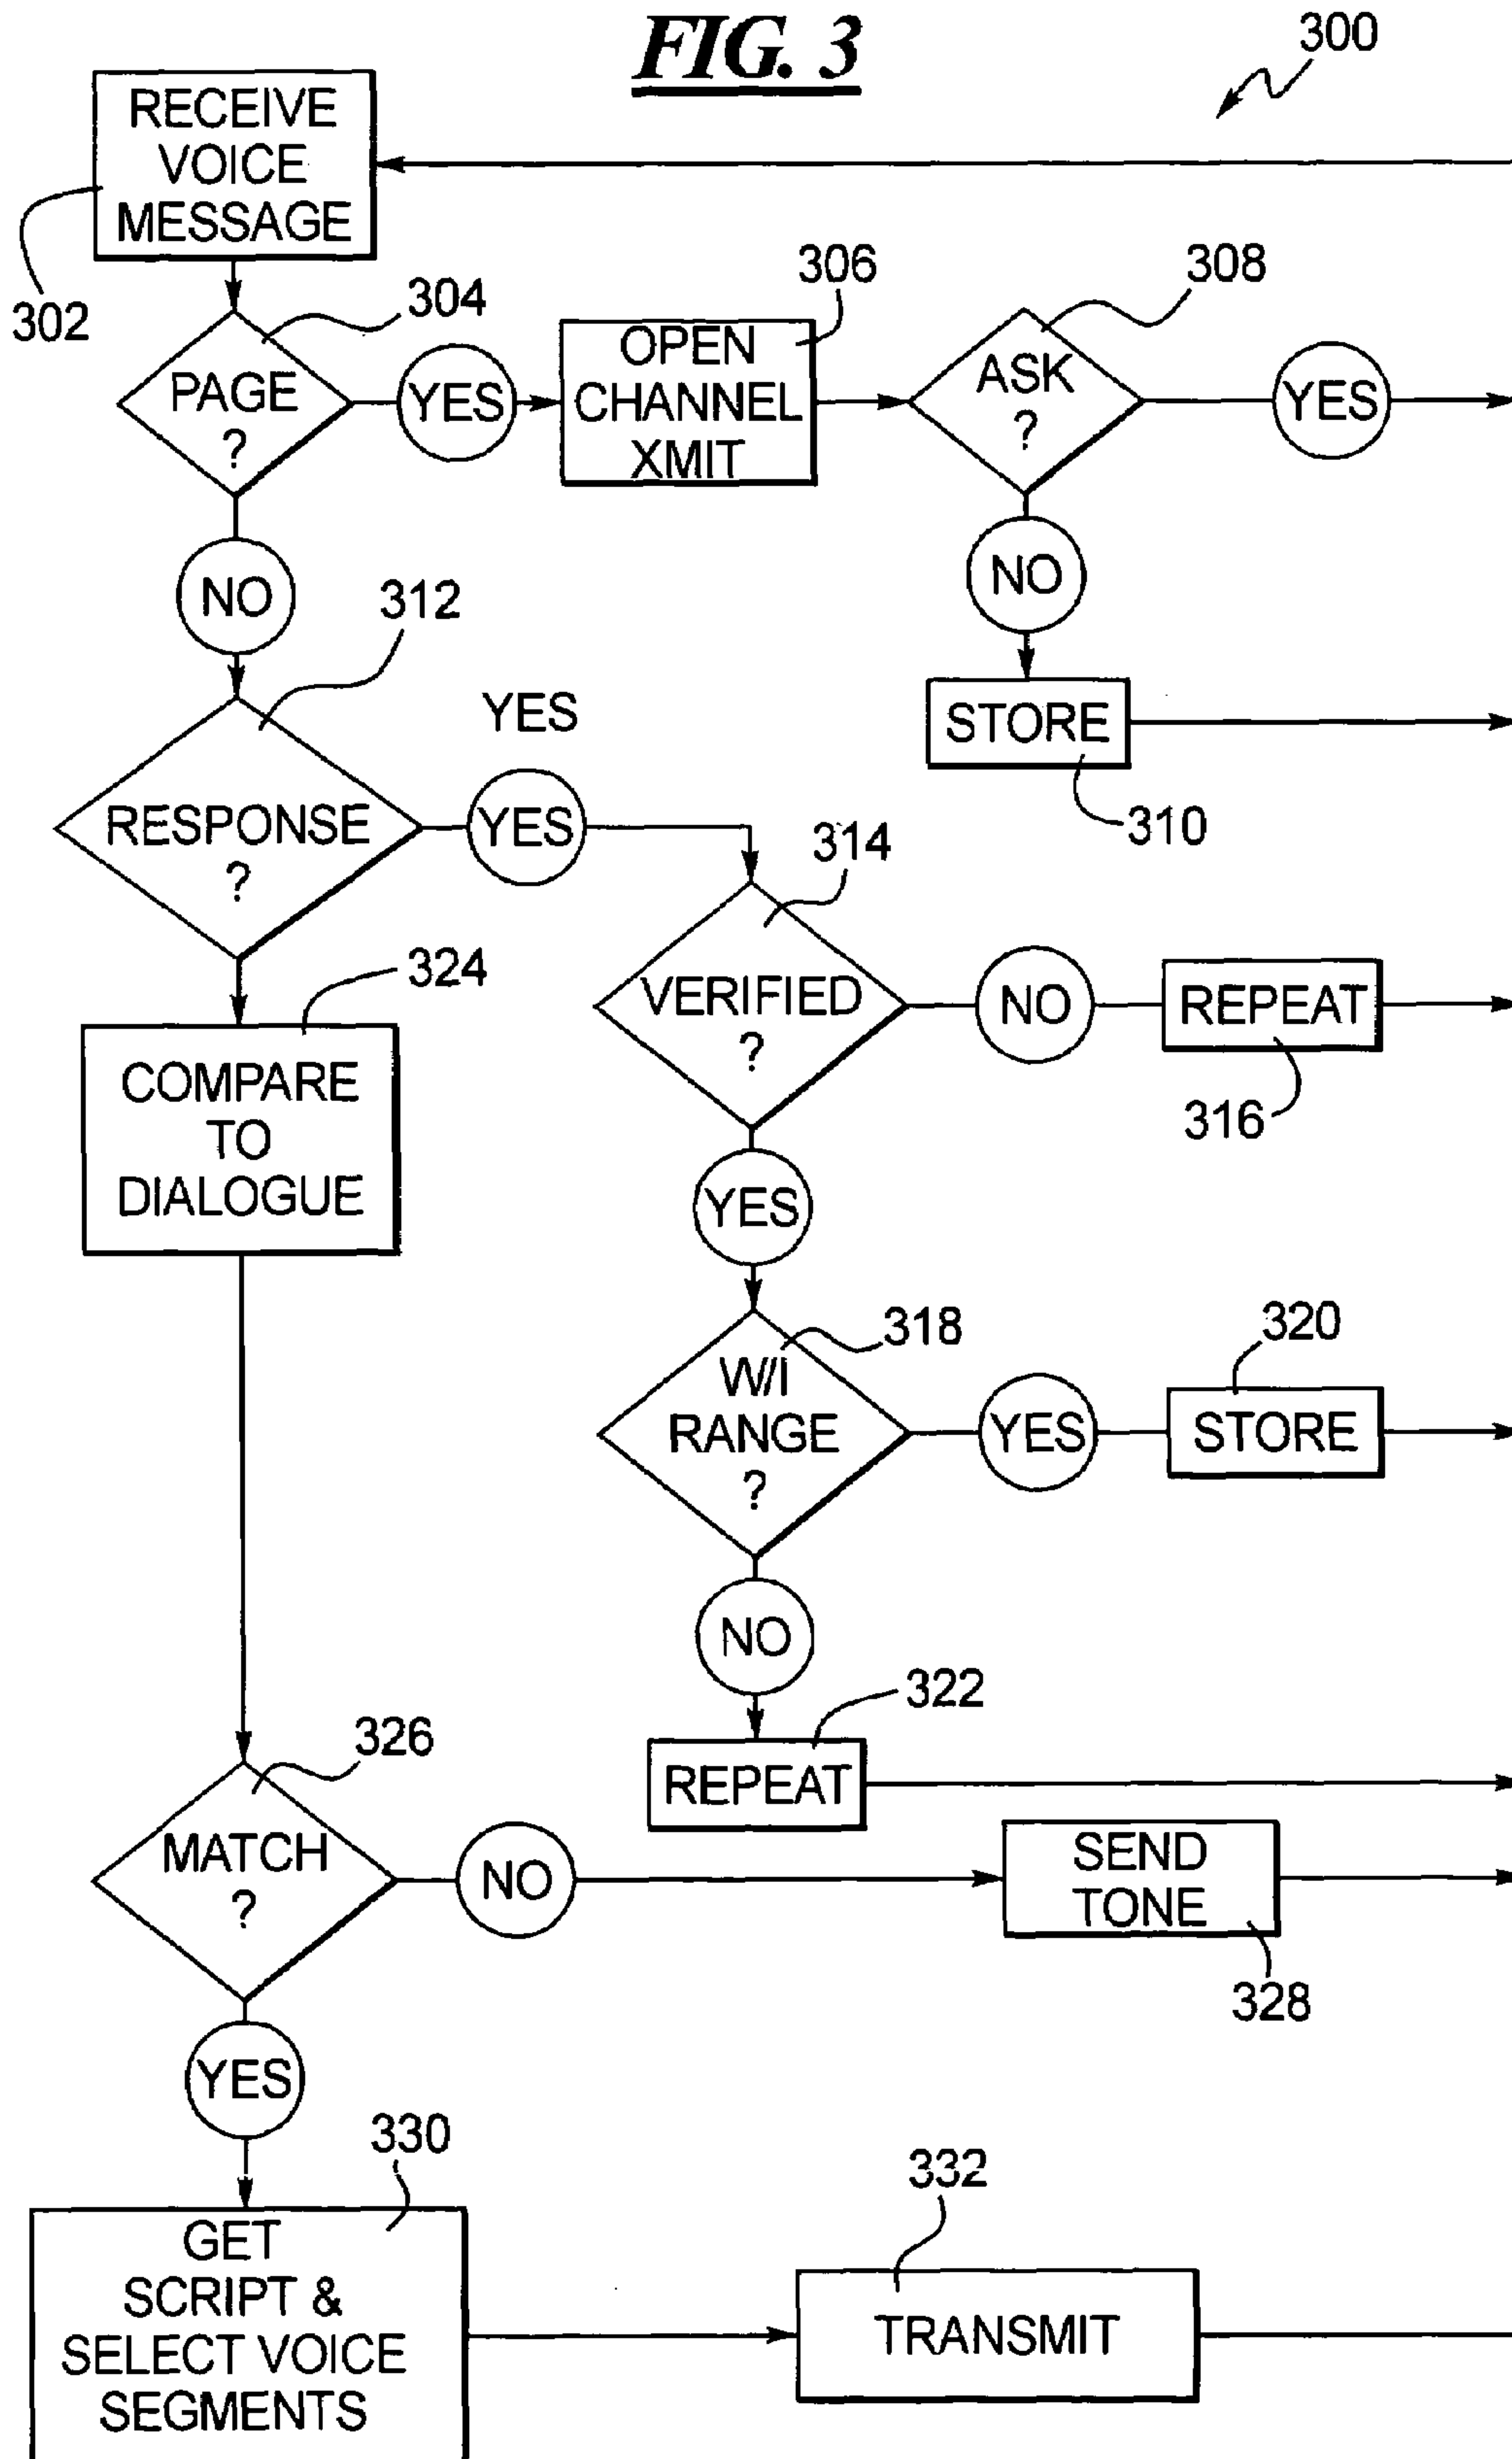 FIG. 3
300
RECEIVE
VOICE
MESSAGE
302
304
PAGE
?
YES
306
OPEN
CHANNEL
XMIT
308
ASK
?
YES
NO
NO
312
STORE
310
YES
RESPONSE
?
YES
314
VERIFIED
?
NO
REPEAT
316
324
COMPARE
TO
DIALOGUE
YES
318
W/I
RANGE
?
YES
320
STORE
NO
322
REPEAT
326
MATCH
?
NO
SEND
TONE
328
YES
330
GET
SCRIPT &
SELECT VOICE
SEGMENTS
332
TRANSMIT